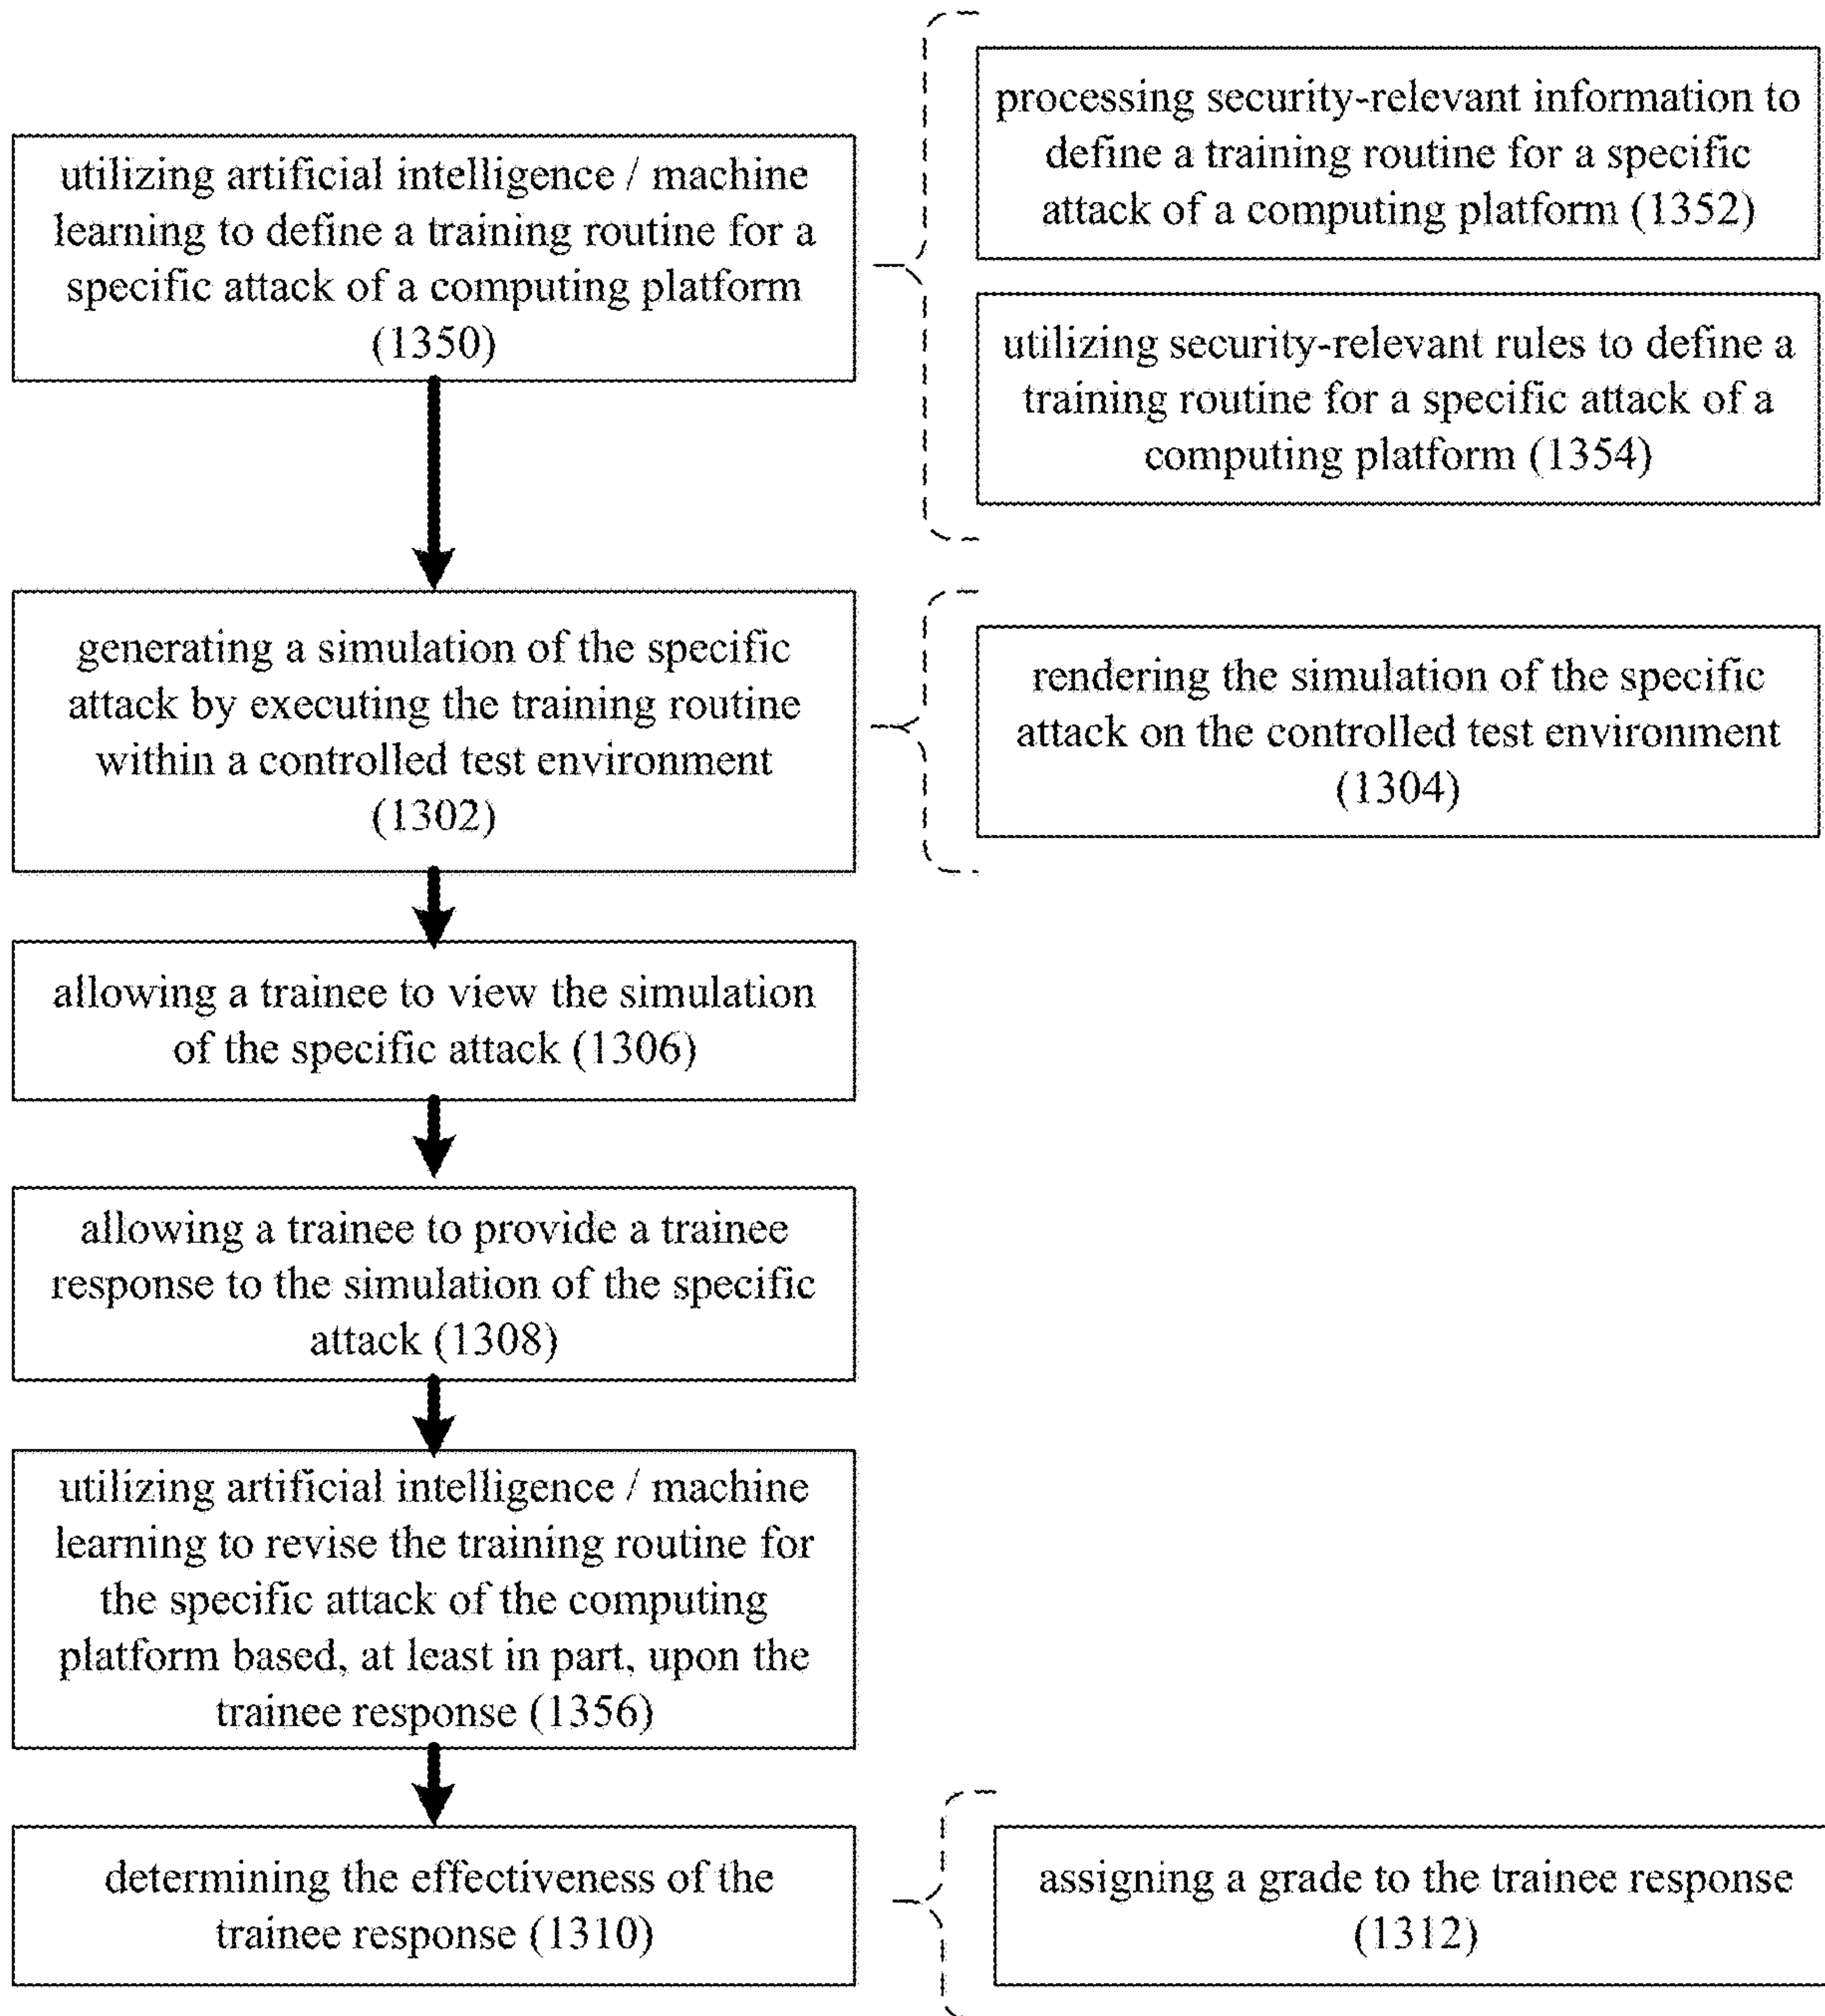 utilizing artificial intelligence / machine
learning to define a training routine for a
specific attack of a computing platform
(1350)
processing security-relevant information to
define a training routine for a specific
attack of a computing platform (1352)
utilizing security-relevant rules to define a
training routine for a specific attack of a
computing platform (1354)
generating a simulation of the specific
attack by executing the training routine
within a controlled test environment
(1302)
rendering the simulation of the specific
attack on the controlled test environment
(1304)
allowing a trainee to view the simulation
of the specific attack (1306)
allowing a trainee to provide a trainee
response to the simulation of the specific
attack (1308)
utilizing artificial intelligence / machine
learning to revise the training routine for
the specific attack of the computing
platform based, at least in part, upon the
trainee response (1356)
determining the effectiveness of the
trainee response (1310)
assigning a grade to the trainee response
(1312)